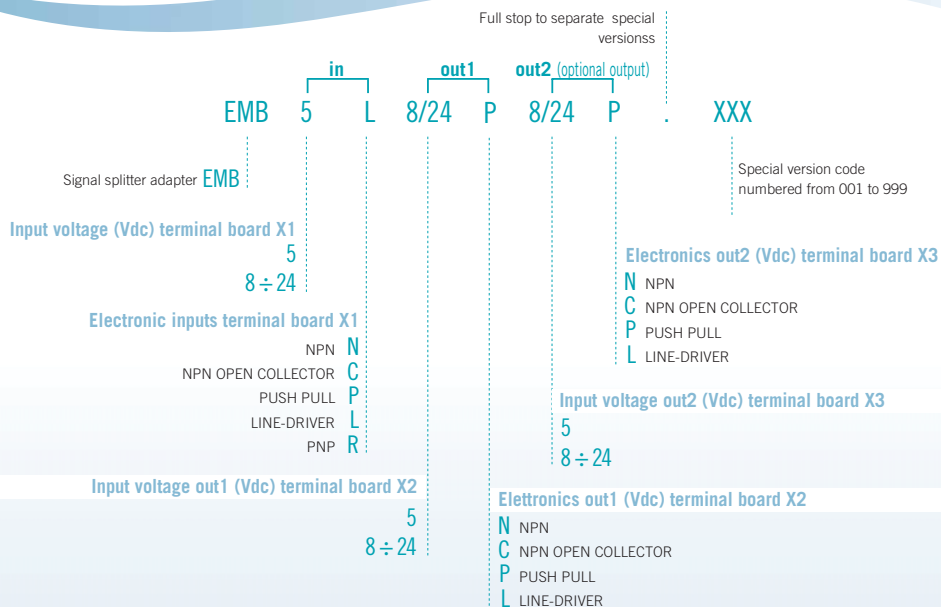 Full stop to separate special
versionss
in
out1
out2 (optional output)
EMB 5 L 8/24 P 8/24 P . XXX
Signal splitter adapter EMB
Special version code
numbered from 001 to 999
Input voltage (Vdc) terminal board X1
5
8 ÷ 24
Electronic inputs terminal board X1
NPN N
NPN OPEN COLLECTOR C
PUSH PULL P
LINE-DRIVER L
PNP R
Input voltage out1 (Vdc) terminal board X2
5
8 ÷ 24
Electronics out2 (Vdc) terminal board X3
N NPN
C NPN OPEN COLLECTOR
P PUSH PULL
L LINE-DRIVER
Input voltage out2 (Vdc) terminal board X3
5
8 ÷ 24
Elettronics out1 (Vdc) terminal board X2
N NPN
C NPN OPEN COLLECTOR
P PUSH PULL
L LINE-DRIVER